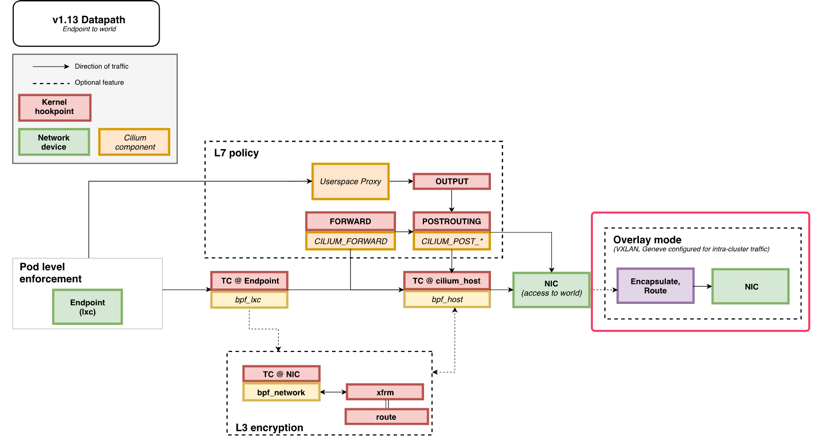 v1.13 Datapath
Endpoint to world
Direction of traffic
Optional feature
Kernel
hookpoint
Network
device
Cilium
component
L7 policy
Userspace Proxy
OUTPUT
FORWARD
CILIUM_FORWARD
POSTROUTING
CILIUM_POST_*
Pod level
enforcement
Endpoint
(lxc)
TC @ Endpoint
bpf_lxc
TC @ cilium_host
bpf_host
NIC
(access to world)
Overlay mode
(VXLAN, Geneve configured for intra-cluster traffic)
Encapsulate,
Route
NIC
TC @ NIC
bpf_network
xfrm
route
L3 encryption